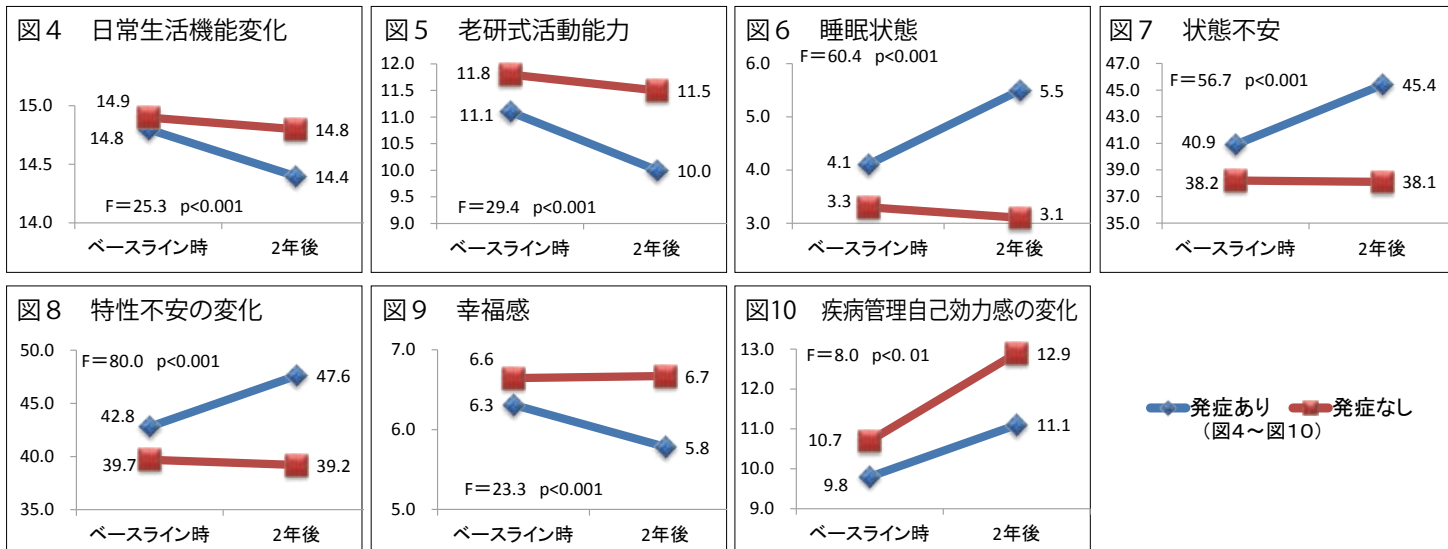 図4 日常生活機能変化
15.0
14.5
14.0
14.9
14.8
14.8
14.4
F＝25.3 p<0.001
ベースライン時 2年後
図5 老研式活動能力
12.0
11.0
10.0
9.0
11.8
11.5
11.1
10.0
F＝29.4 p<0.001
ベースライン時 2年後
図6 睡眠状態
F＝60.4 p<0.001
6.0
5.0
4.0
3.0
5.5
4.1
3.3
3.1
ベースライン時 2年後
図7 状態不安
47.0
45.0
43.0
41.0
39.0
37.0
35.0
F＝56.7 p<0.001
45.4
40.9
38.2
38.1
ベースライン時 2年後
図8 特性不安の変化
50.0
45.0
40.0
35.0
F＝80.0 p<0.001
47.6
42.8
39.7
39.2
ベースライン時 2年後
図9 幸福感
7.0
6.0
5.0
6.6
6.7
6.3
5.8
F＝23.3 p<0.001
ベースライン時 2年後
図10 疾病管理自己効力感の変化
13.0
12.0
11.0
10.0
9.0
F＝8.0 p<0. 01
12.9
10.7
11.1
9.8
ベースライン時 2年後
発症あり 発症なし
（図4～図10）